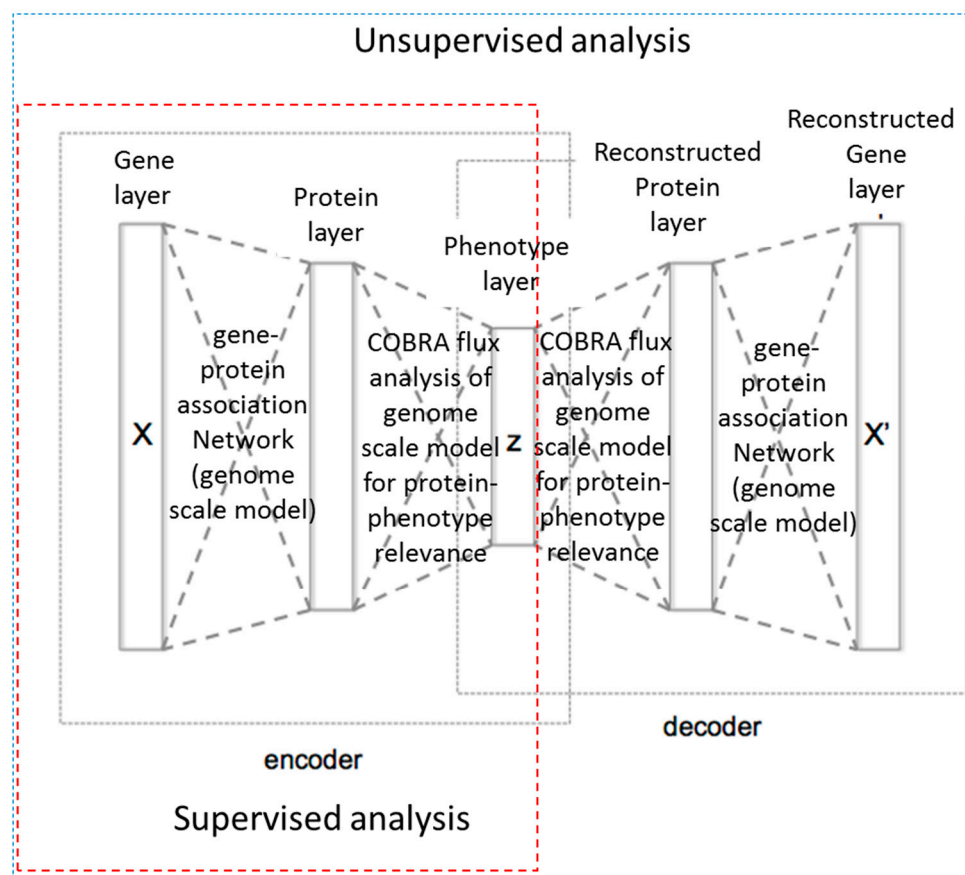 Unsupervised analysis
Gene
layer
Protein
layer
Phenotype
layer
Reconstructed
Protein
layer
Reconstructed
Gene
layer
X
gene-
protein
association
Network
(genome
scale model)
COBRA flux
analysis of
genome
scale model
for protein-
phenotype
relevance
z
COBRA flux
analysis of
genome
scale model
for protein-
phenotype
relevance
gene-
protein
association
Network
(genome
scale model)
X'
encoder
decoder
Supervised analysis